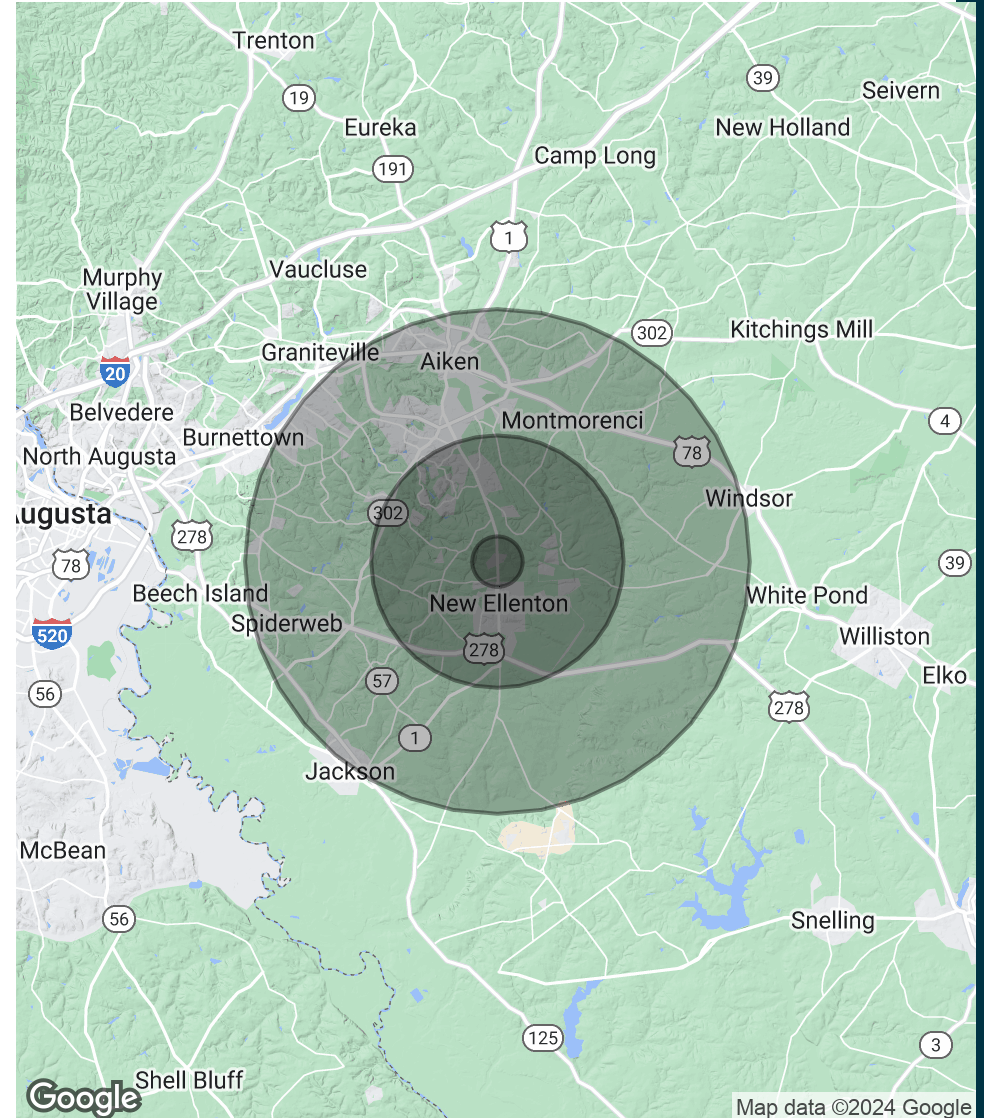 Trenton
39
Seivern
19
Eureka
New Holland
Camp Long
191
1
Vaucluse
Murphy
Village
302
Kitchings Mill
Graniteville
Aiken
20
Belvedere
Montmorenci
4
Burnettown
North Augusta
78
Windsor
302
Augusta
278
78
39
Beech Island
White Pond
New Ellenton
Spiderweb
520
Williston
278
Elko
57
56
278
1
Jackson
McBean
56
Snelling
125
3
Shell Bluff
Google
Map data ©2024 Google